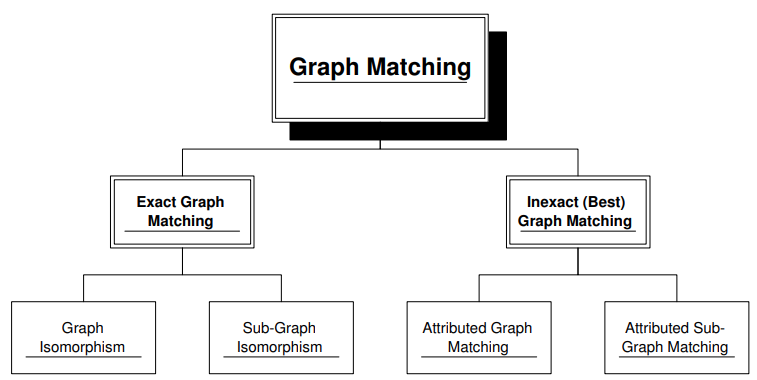 Graph Matching
Exact Graph
Matching
Inexact (Best)
Graph Matching
Graph
Isomorphism
Sub-Graph
Isomorphism
Attributed Graph
Matching
Attributed Sub-
Graph Matching